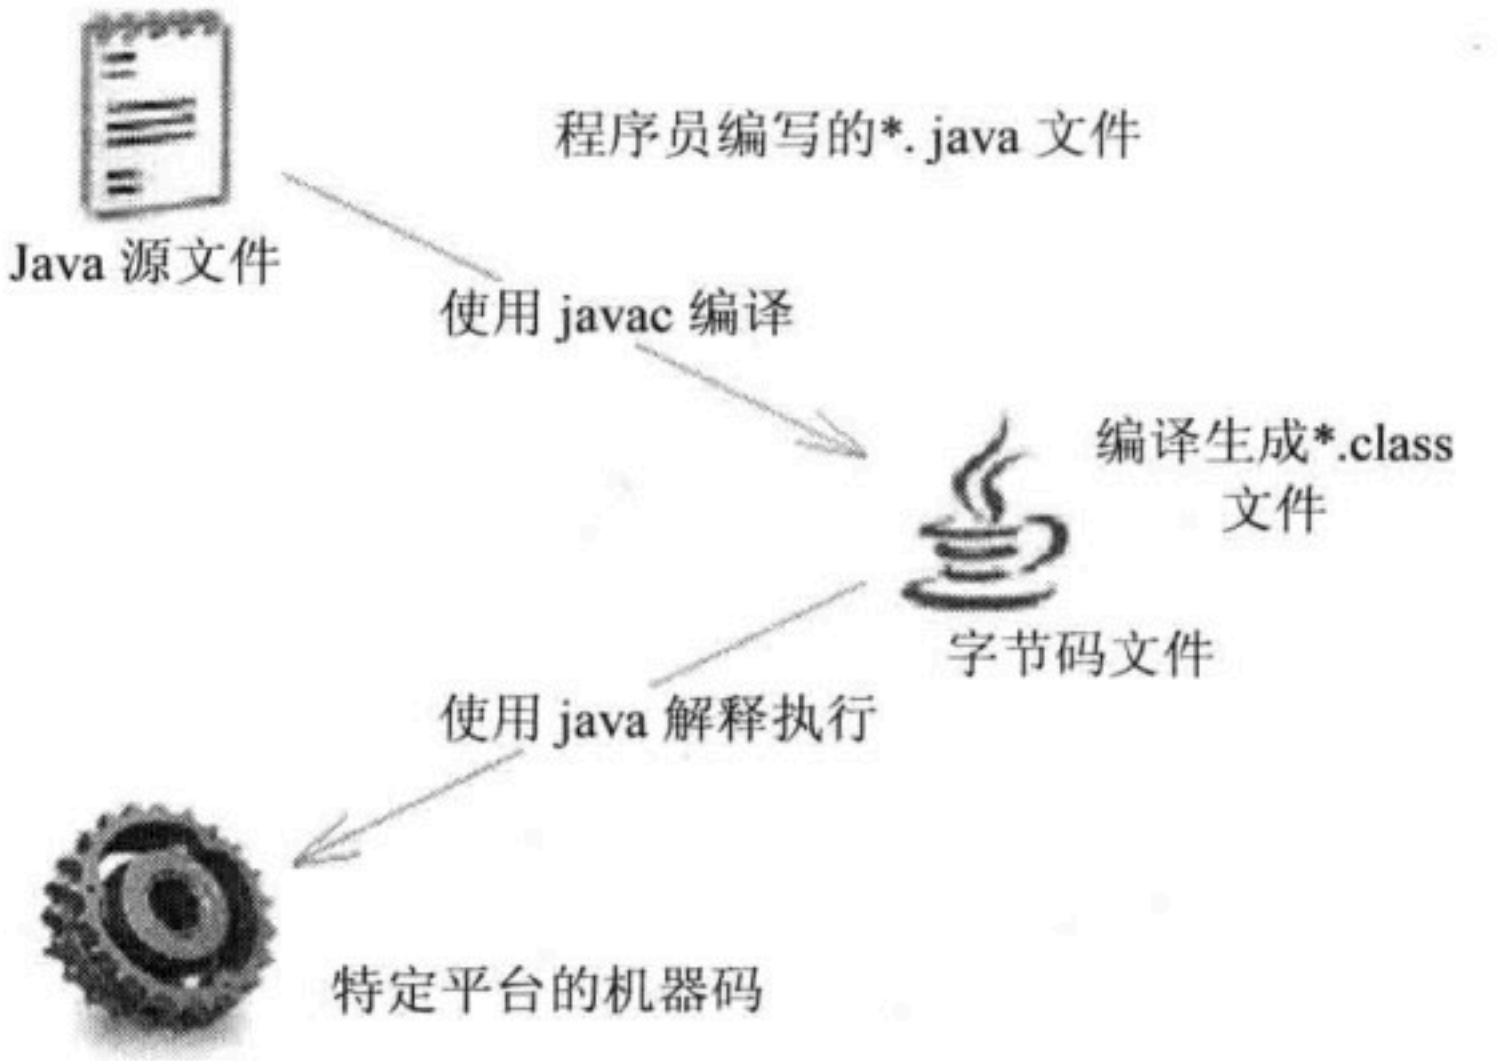 程序员编写的*. java 文件
Java 源文件
使用 javac 编译
编译生成*.class
文件
字节码文件
使用 java 解释执行
特定平台的机器码